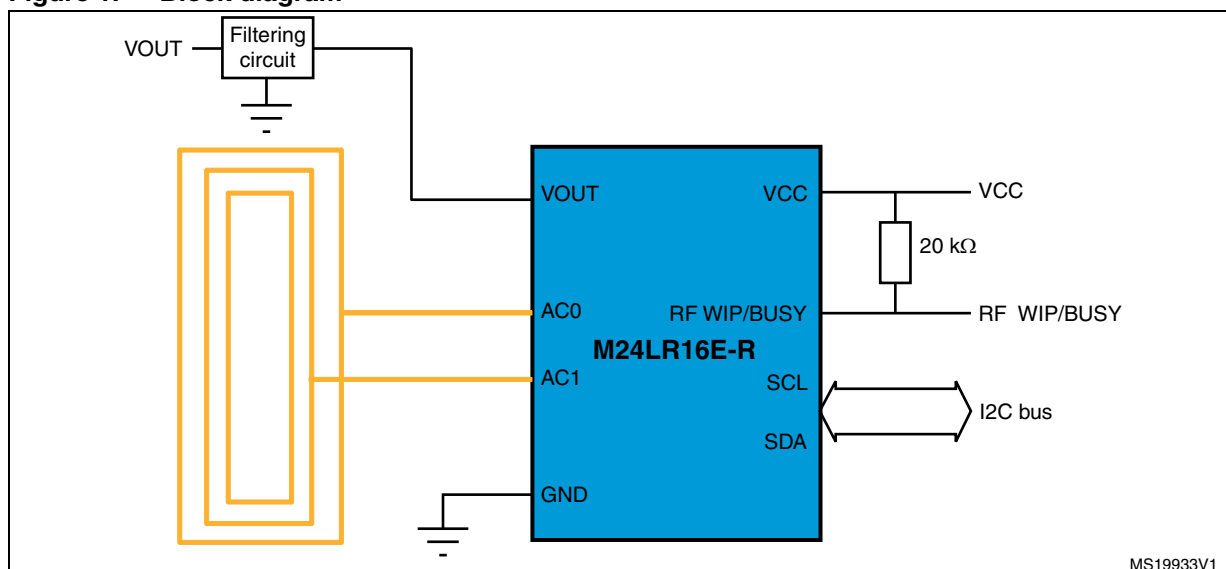 VOUT
Filtering
circuit
VOUT
VCC
VCC
20 kΩ
AC0
RF WIP/BUSY
RF WIP/BUSY
M24LR16E-R
AC1
SCL
I2C bus
SDA
GND
MS19933V1